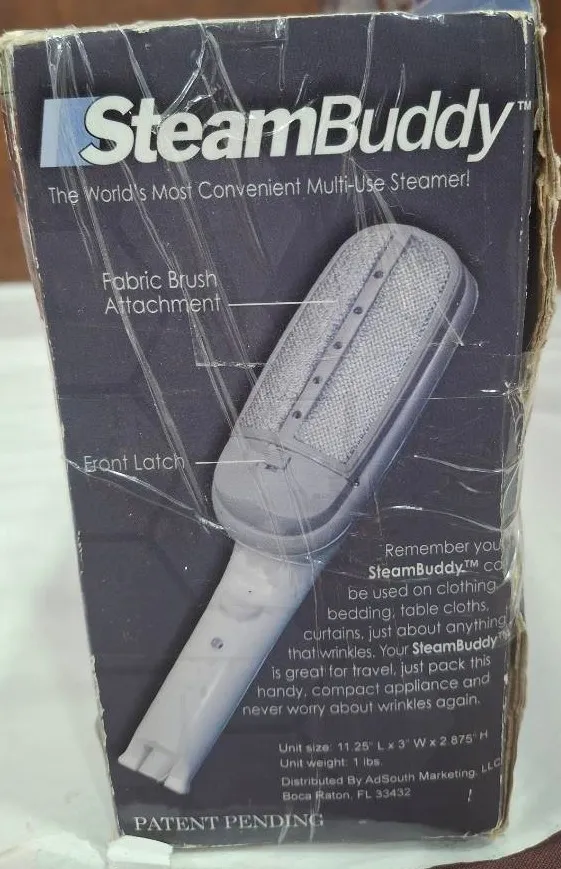 SteamBuddy™
The World's Most Convenient Multi-Use Steamer!
Fabric Brush
Attachment
Front Latch
Remember you
SteamBuddy™ ca
be used on clothing
bedding, table cloths,
curtains, just about anything
that wrinkles. Your SteamBuddy™
is great for travel, just pack this
handy, compact appliance and
never worry about wrinkles again.
Unit size: 11.25" L x 3" W x 2.875" H
Unit weight: 1 lbs.
Distributed By AdSouth Marketing, LLC
Boca Raton, FL 33432
PATENT PENDING